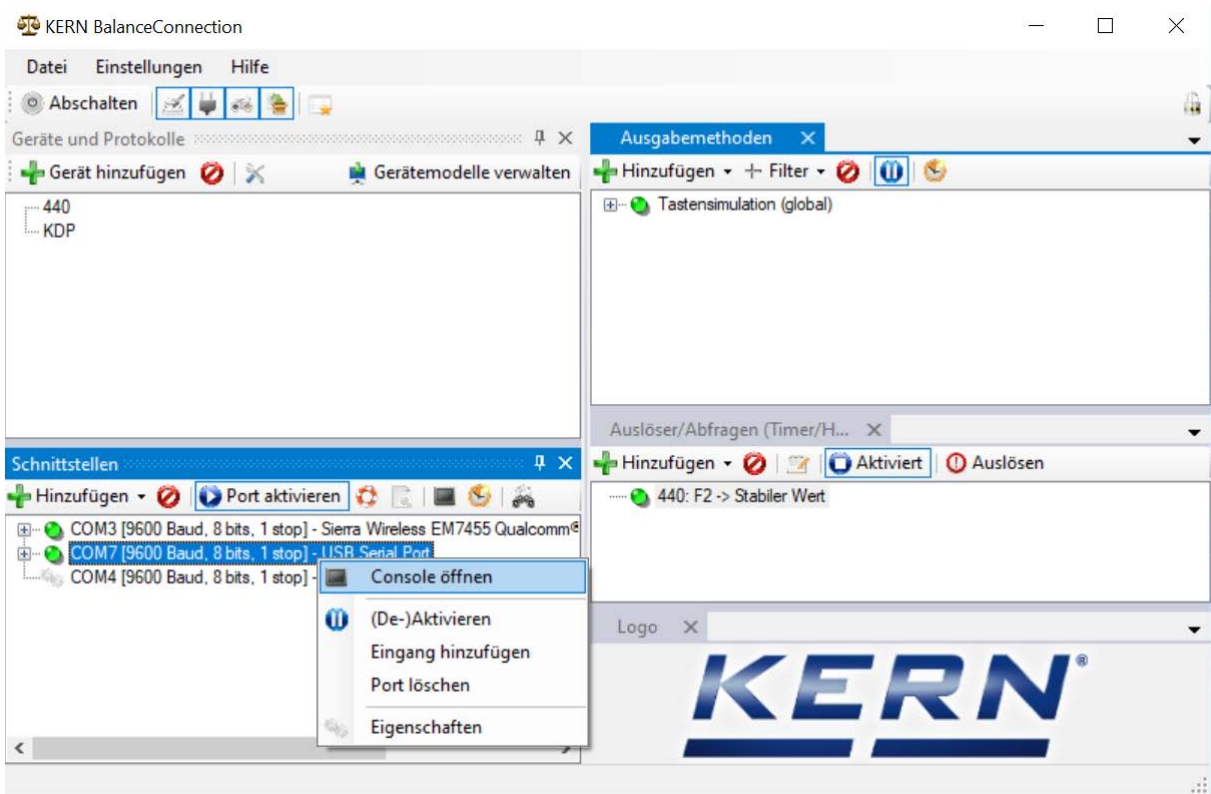 KERN BalanceConnection
Datei Einstellungen Hilfe
Abschalten
Geräte und Protokolle
Gerät hinzufügen Gerätemodelle verwalten
440
KDP
Ausgabemethoden
Hinzufügen Filter
Tastensimulation (global)
Auslöser/Abfragen (Timer/H...
Hinzufügen Aktiviert Auslösen
440: F2 -> Stabiler Wert
Schnittstellen
Hinzufügen Port aktivieren
COM3 [9600 Baud, 8 bits, 1 stop] - Sierra Wireless EM7455 Qualcomm®
COM7 [9600 Baud, 8 bits, 1 stop] - USB Serial Port
COM4 [9600 Baud, 8 bits, 1 stop] -
Console öffnen
(De-)Aktivieren
Eingang hinzufügen
Port löschen
Eigenschaften
Logo
KERN®